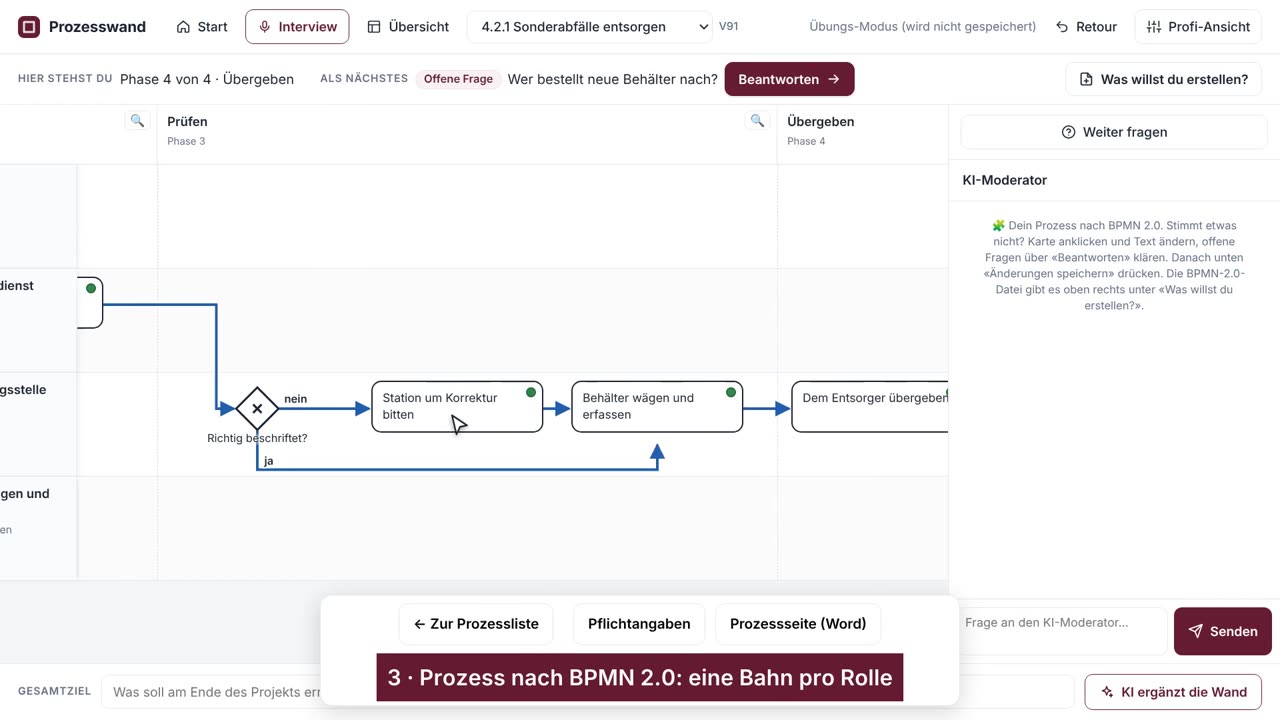 Prozesswand
Start
Interview
Übersicht
4.2.1 Sonderabfälle entsorgen
V91
Übungs-Modus (wird nicht gespeichert)
Retour
Profi-Ansicht
HIER STEHST DU Phase 4 von 4 · Übergeben
ALS NÄCHSTES Offene Frage Wer bestellt neue Behälter nach?
Beantworten →
Was willst du erstellen?
Prüfen
Phase 3
Übergeben
Phase 4
Weiter fragen
KI-Moderator
Dein Prozess nach BPMN 2.0. Stimmt etwas
nicht? Karte anklicken und Text ändern, offene
Fragen über «Beantworten» klären. Danach unten
«Änderungen speichern» drücken. Die BPMN-2.0-
Datei gibt es oben rechts unter «Was willst du
erstellen?».
dienst
gsstelle
nein
Richtig beschriftet?
ja
Station um Korrektur
bitten
Behälter wägen und
erfassen
Dem Entsorger übergeben
gen und
en
← Zur Prozessliste
Pflichtangaben
Prozessseite (Word)
3 · Prozess nach BPMN 2.0: eine Bahn pro Rolle
Frage an den KI-Moderator...
Senden
GESAMTZIEL
Was soll am Ende des Projekts err
KI ergänzt die Wand